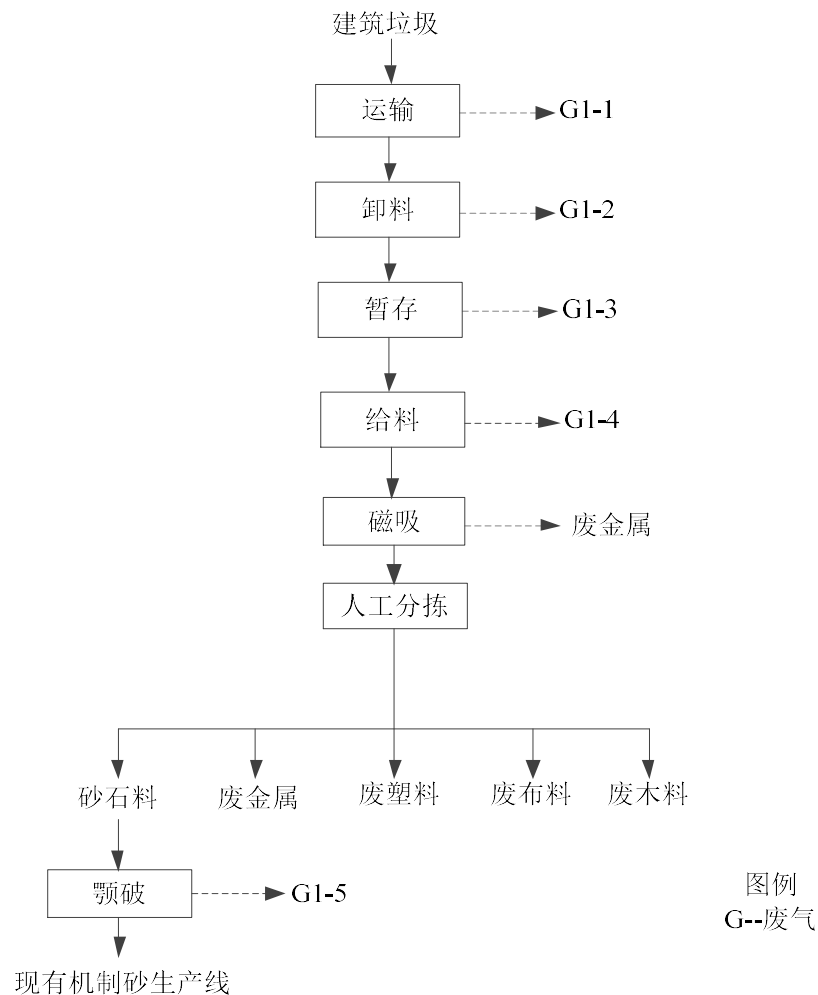 建筑垃圾
运输
G1-1
卸料
G1-2
暂存
G1-3
给料
G1-4
磁吸
废金属
人工分拣
砂石料
废金属
废塑料
废布料
废木料
颚破
G1-5
现有机制砂生产线
图例
G--废气